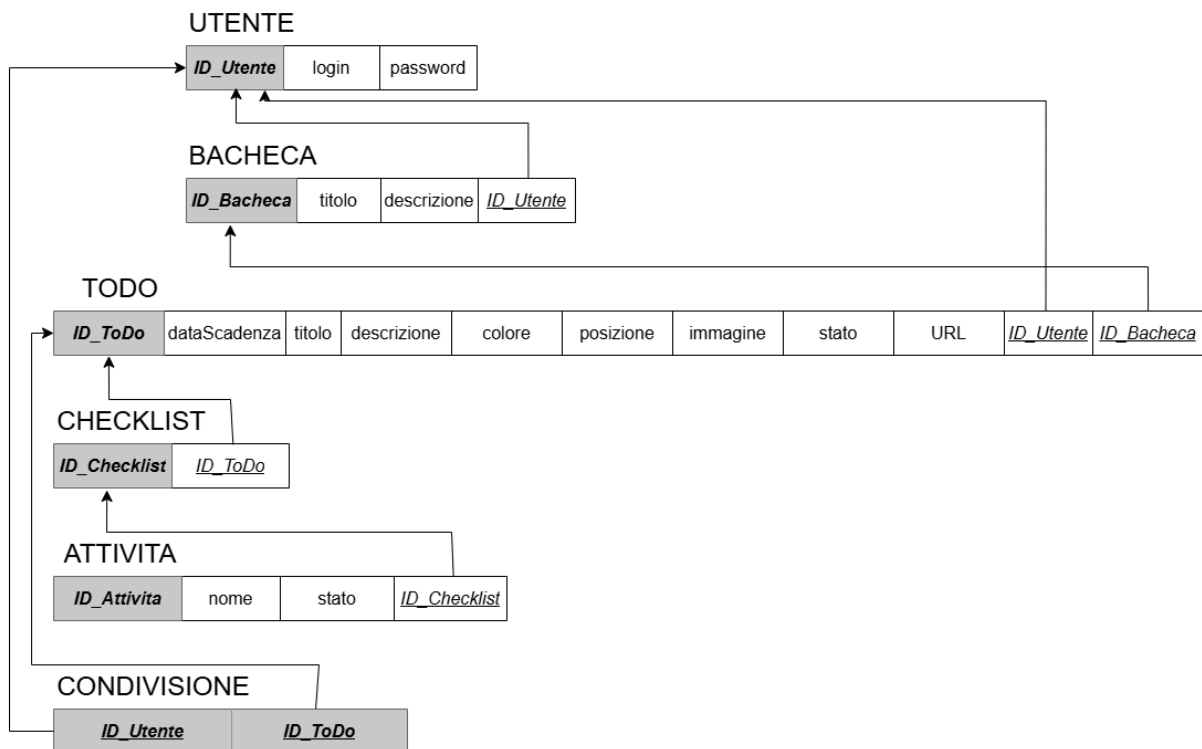 UTENTE
ID_Utente login password
BACHECA
ID_Bacheca titolo descrizione ID_Utente
TODO
ID_ToDo dataScadenza titolo descrizione colore posizione immagine stato URL ID_Utente ID_Bacheca
CHECKLIST
ID_Checklist ID_ToDo
ATTIVITA
ID_Attivita nome stato ID_Checklist
CONDIVISIONE
ID_Utente ID_ToDo